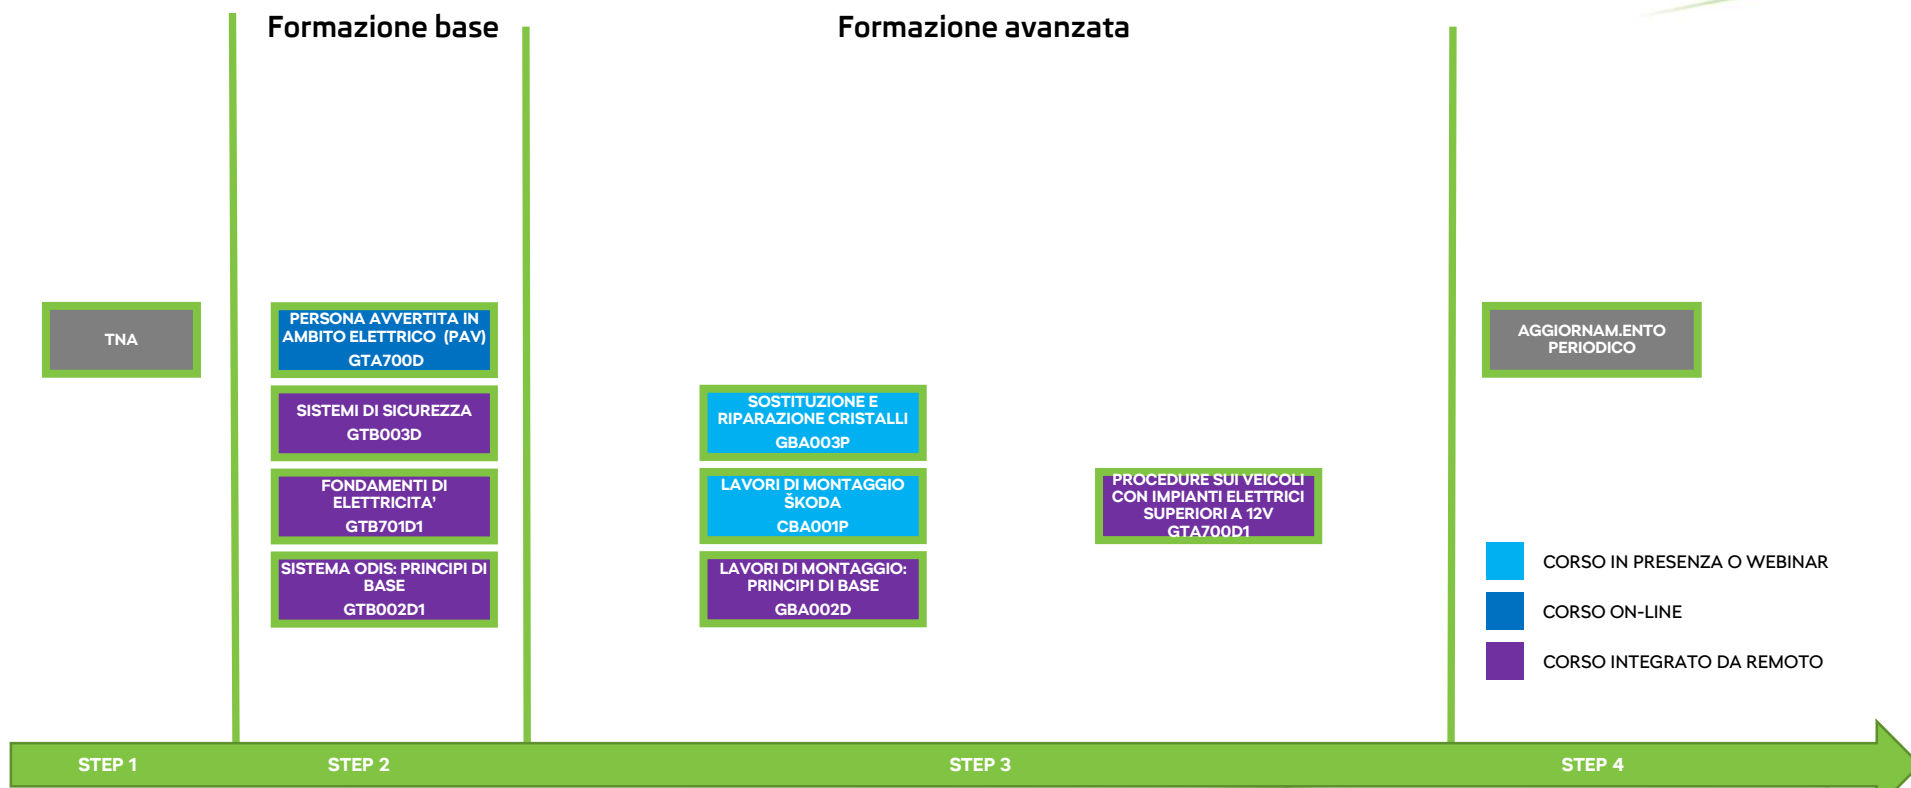 Formazione base
Formazione avanzata
TNA
PERSONA AVVERTITA IN
AMBITO ELETTRICO (PAV)
GTA700D
SISTEMI DI SICUREZZA
GTB003D
FONDAMENTI DI
ELETTRICITA’
GTB701D1
SISTEMA ODIS: PRINCIPI DI
BASE
GTB002D1
SOSTITUZIONE E
RIPARAZIONE CRISTALLI
GBA003P
LAVORI DI MONTAGGIO
ŠKODA
CBA001P
LAVORI DI MONTAGGIO:
PRINCIPI DI BASE
GBA002D
PROCEDURE SUI VEICOLI
CON IMPIANTI ELETTRICI
SUPERIORI A 12V
GTA700D1
AGGIORNAM.ENTO
PERIODICO
CORSO IN PRESENZA O WEBINAR
CORSO ON-LINE
CORSO INTEGRATO DA REMOTO
STEP 1
STEP 2
STEP 3
STEP 4